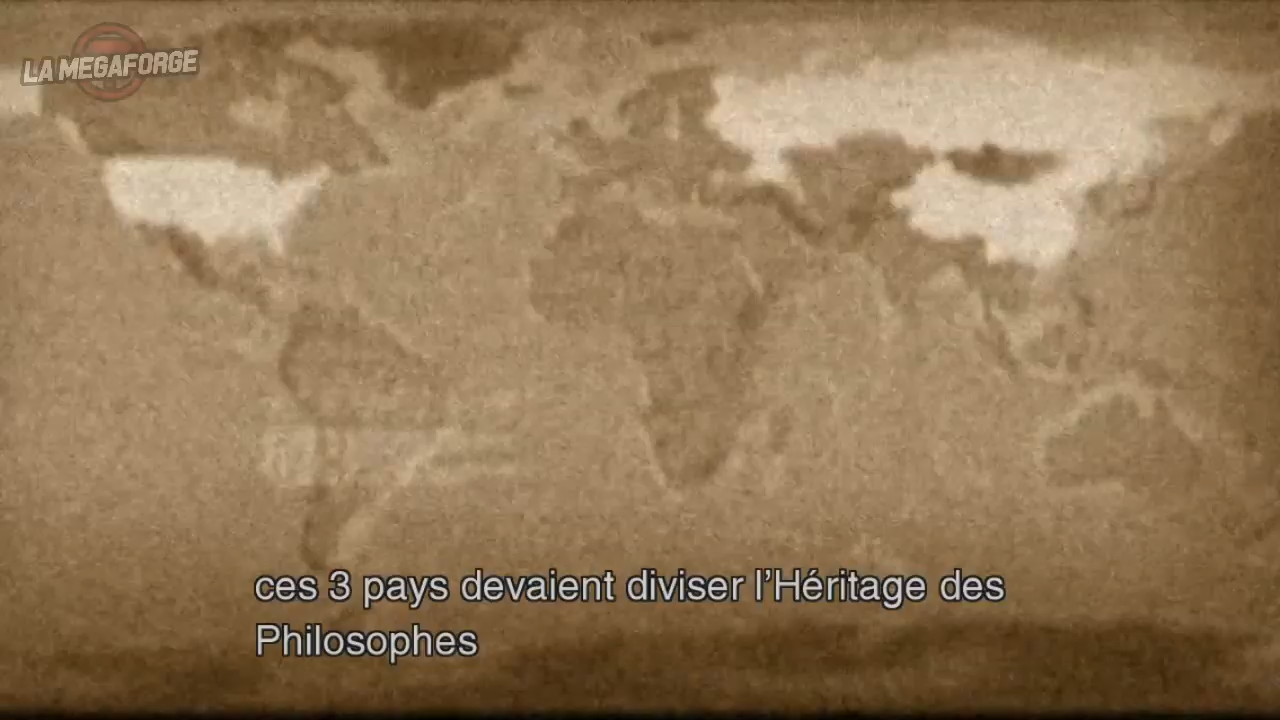 LA MEGAFORGE
ces 3 pays devaient diviser l'Héritage des
Philosophes